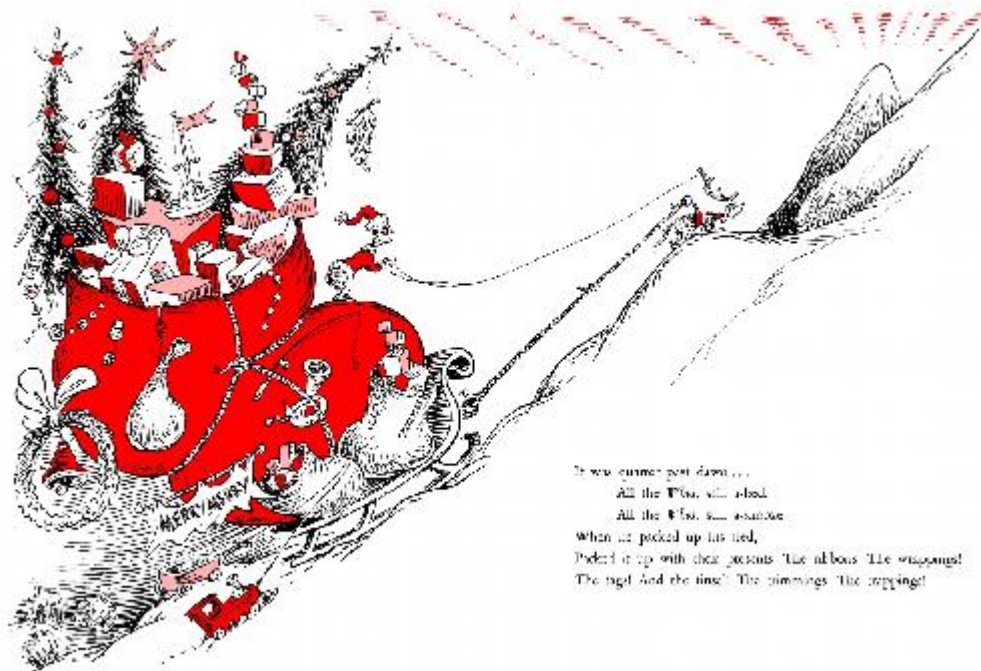 MERRY MERRY
It was quarter past dawn...
All the Whos, still a-bed
All the Whos, still a-snooze
When he packed up his sled,
Packed it up with their presents! The ribbons! The wrappings!
The tags! And the tinsel! The trimmings! The trappings!